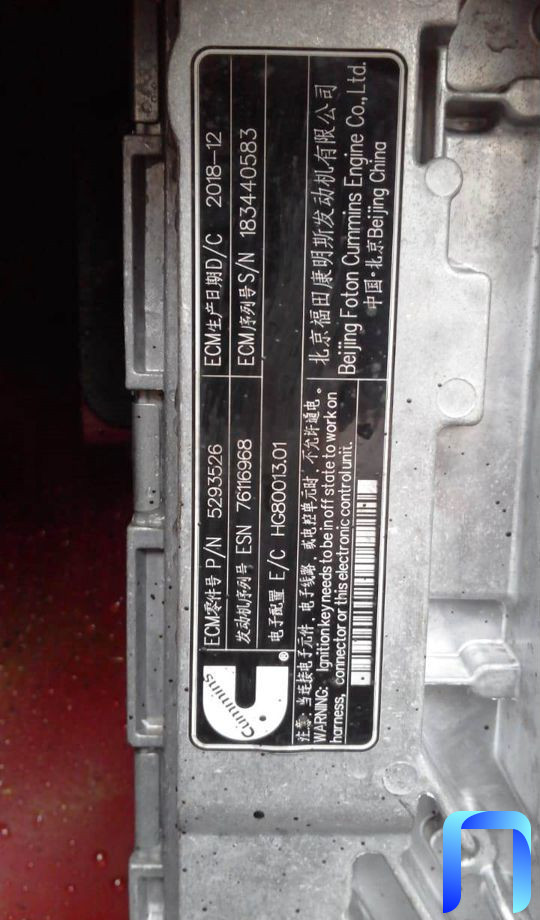 Cummins
®
ECM零件号 P/N 5293526
ECM生产日期D/C 2018-12
发动机序列号 ESN 76116968
ECM序列号 S/N 183440583
电子配置 E/C HG80013.01
注意：当连接电子元件，电子线路，或电控单元时，不允许通电。
WARNING: Ignition key needs to be in off state to work on
harness, connector or this electronic control unit.
北京福田康明斯发动机有限公司
Beijing Foton Cummins Engine Co., Ltd.
中国·北京Beijing China